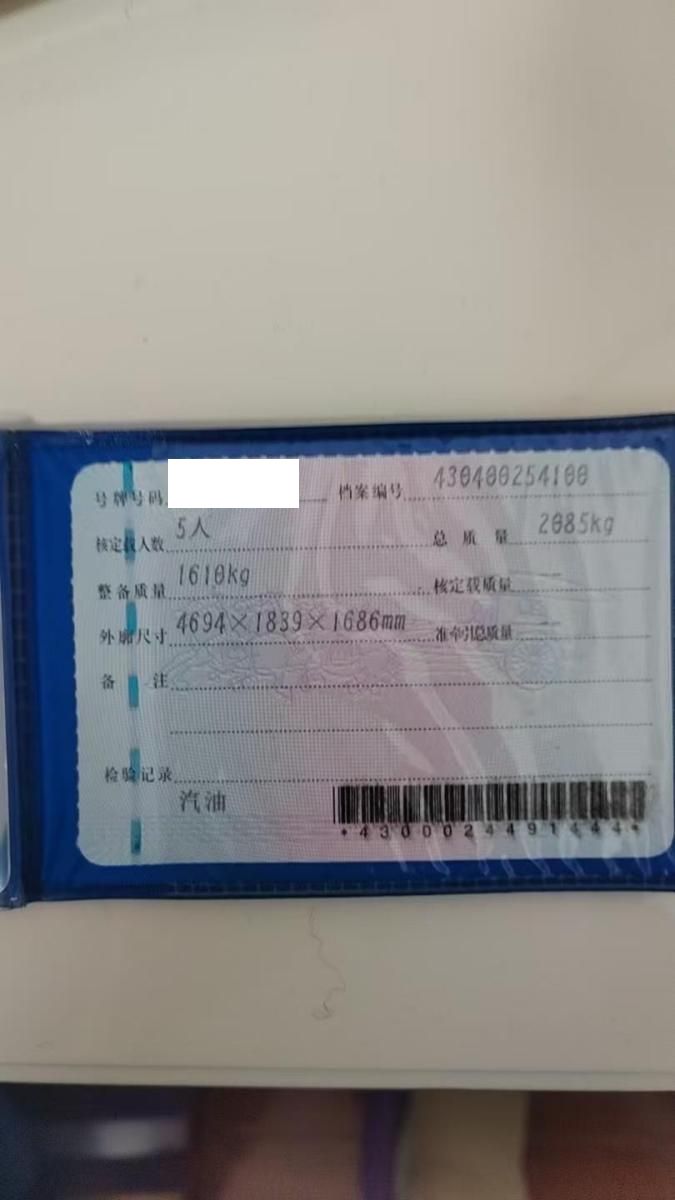 号牌号码 档案编号 430400254100
核定载人数 5人 总质量 2085kg
整备质量 1610kg 核定载质量 —
外廓尺寸 4694×1839×1686mm 准牵引总质量 —
备注
检验记录
汽油
*4300024491444*